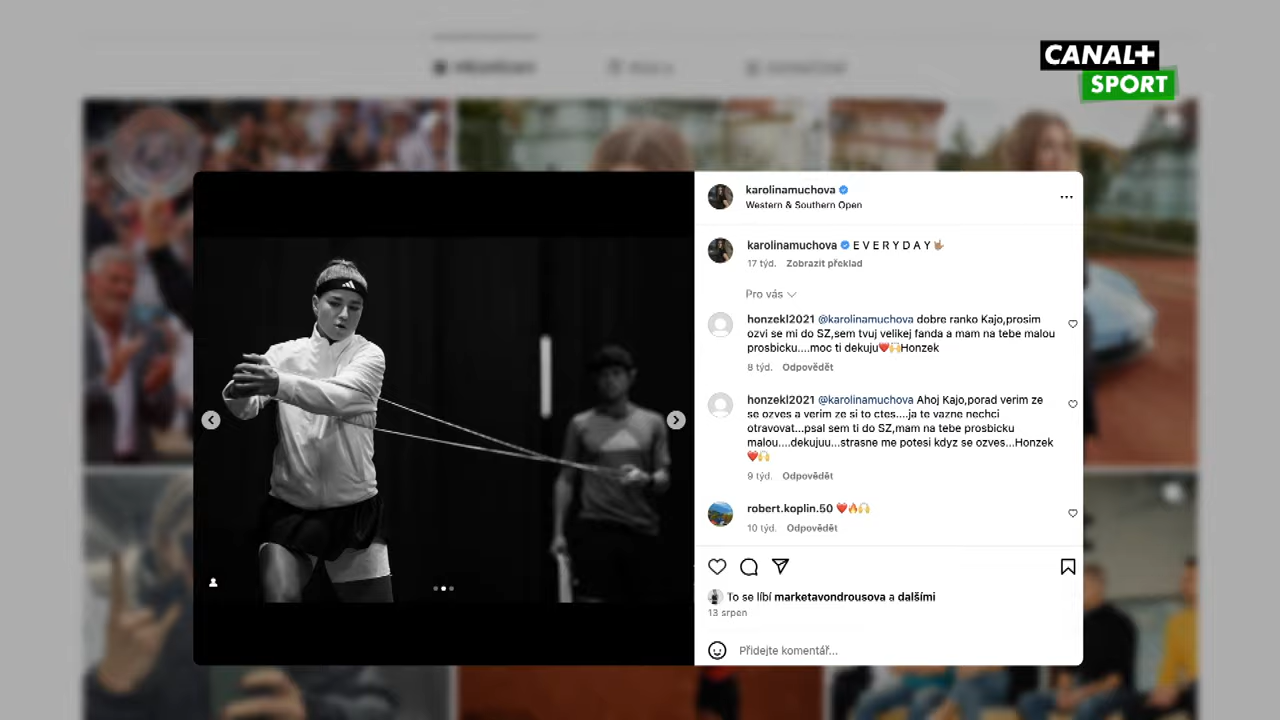 CANAL+
SPORT
karolinamuchova
Western & Southern Open
karolinamuchova E V E R Y D A Y🤟🏽
17 týd. Zobrazit překlad
Pro vás
honzekl2021 @karolinamuchova dobre ranko Kajo,prosim
ozvi se mi do SZ,sem tvuj velikej fanda a mam na tebe malou
prosbicku....moc ti dekuju❤️🙌Honzek
8 týd. Odpovědět
honzekl2021 @karolinamuchova Ahoj Kajo,porad verim ze
se ozves a verim ze si to ctes....ja te vazne nechci
otravovat...psal sem ti do SZ,mam na tebe prosbicku
malou....dekujuu...strasne me potesi kdyz se ozves...Honzek
❤️🙌
9 týd. Odpovědět
robert.koplin.50 ❤️🔥🙌
10 týd. Odpovědět
To se líbí marketavondrousova a dalšími
13 srpen
Přidejte komentář...